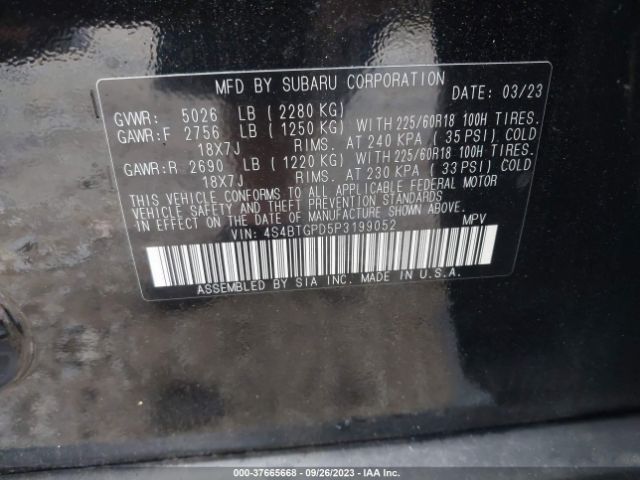 MFD BY SUBARU CORPORATION DATE: 03/23
GVWR: 5026 LB (2280 KG)
GAWR:F 2756 LB (1250 KG) WITH 225/60R18 100H TIRES.
18X7J RIMS. AT 240 KPA (35 PSI) COLD
GAWR:R 2690 LB (1220 KG) WITH 225/60R18 100H TIRES.
18X7J RIMS. AT 230 KPA (33 PSI) COLD
THIS VEHICLE CONFORMS TO ALL APPLICABLE FEDERAL MOTOR
VEHICLE SAFETY AND THEFT PREVENTION STANDARDS
IN EFFECT ON THE DATE OF MANUFACTURE SHOWN ABOVE.
VIN: 4S4BTGPD5P3199052 MPV
ASSEMBLED BY SIA IN MADE IN U.S.A.
000-37665668 - 09/26/2023 - IAA Inc.